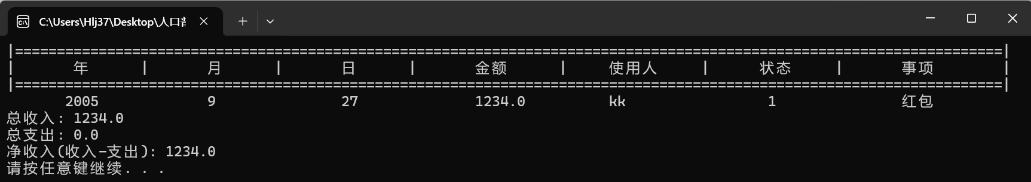 C:\Users\Hlj37\Desktop\人口普
|=====================================================================================================================|
| 年 | 月 | 日 | 金额 | 使用人 | 状态 | 事项 |
|=====================================================================================================================|
2005 9 27 1234.0 kk 1 红包
总收入: 1234.0
总支出: 0.0
净收入(收入-支出): 1234.0
请按任意键继续. . .